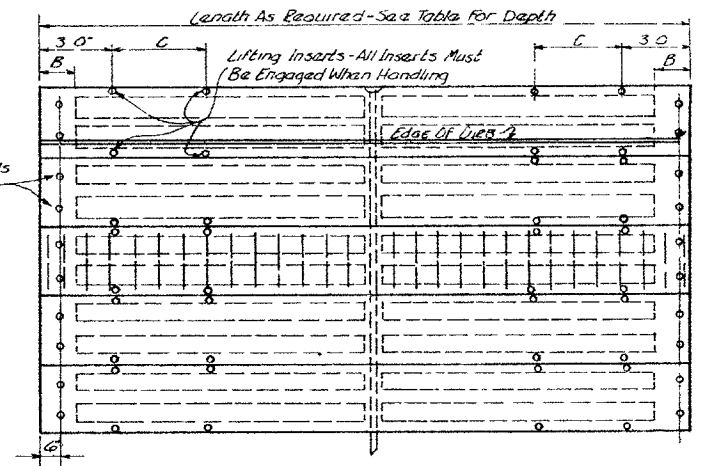 Length As Required-See Table For Depth
3 0" C C 3 0
B B
Lifting Inserts-All Inserts Must
Be Engaged When Handling
Edge Of
6"